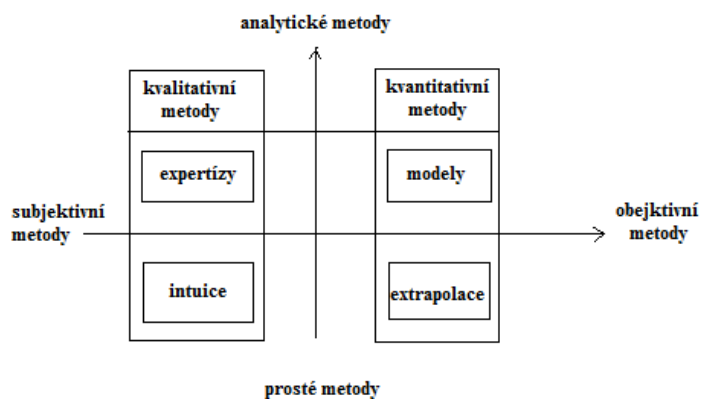 analytické metody
kvalitativní
metody
kvantitativní
metody
expertízy
modely
subjektivní
metody
obejktivní
metody
intuice
extrapolace
prosté metody